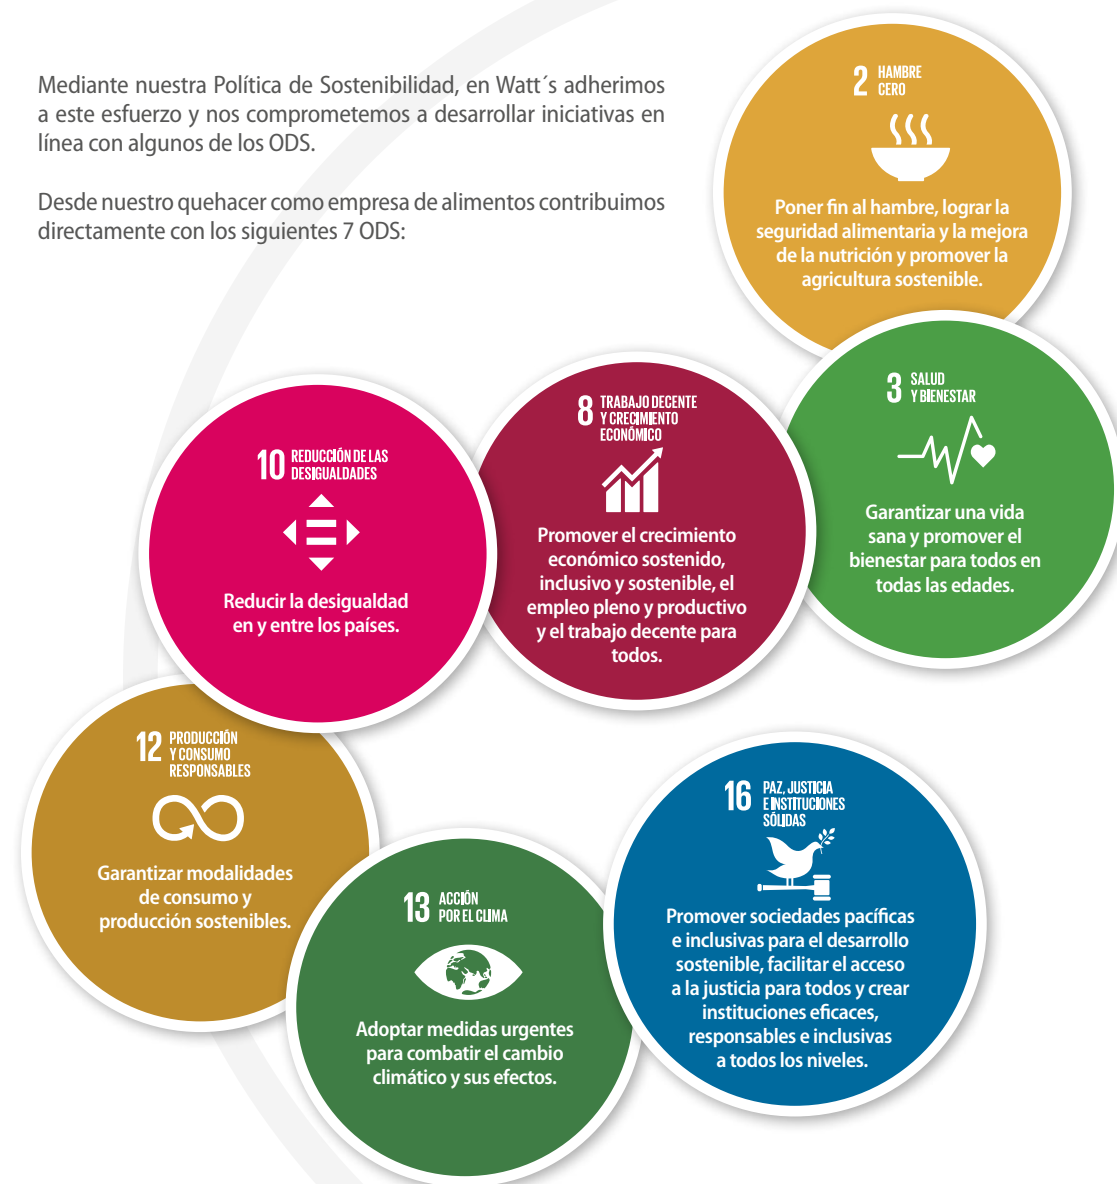 Mediante nuestra Política de Sostenibilidad, en Watt´s adherimos
a este esfuerzo y nos comprometemos a desarrollar iniciativas en
línea con algunos de los ODS.
Desde nuestro quehacer como empresa de alimentos contribuimos
directamente con los siguientes 7 ODS:
2 HAMBRE
CERO
Poner fin al hambre, lograr la
seguridad alimentaria y la mejora
de la nutrición y promover la
agricultura sostenible.
3 SALUD
Y BIENESTAR
Garantizar una vida
sana y promover el
bienestar para todos en
todas las edades.
8 TRABAJO DECENTE
Y CRECIMIENTO
ECONÓMICO
Promover el crecimiento
económico sostenido,
inclusivo y sostenible, el
empleo pleno y productivo
y el trabajo decente para
todos.
10 REDUCCIÓN DE LAS
DESIGUALDADES
Reducir la desigualdad
en y entre los países.
12 PRODUCCIÓN
Y CONSUMO
RESPONSABLES
Garantizar modalidades
de consumo y
producción sostenibles.
13 ACCIÓN
POR EL CLIMA
Adoptar medidas urgentes
para combatir el cambio
climático y sus efectos.
16 PAZ, JUSTICIA
E INSTITUCIONES
SÓLIDAS
Promover sociedades pacíficas
e inclusivas para el desarrollo
sostenible, facilitar el acceso
a la justicia para todos y crear
instituciones eficaces,
responsables e inclusivas
a todos los niveles.